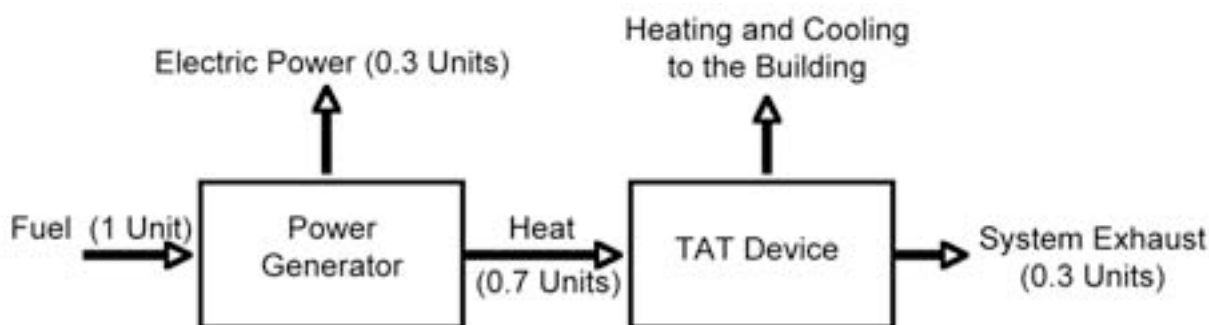 Electric Power (0.3 Units)
Heating and Cooling
to the Building
Fuel (1 Unit)
Power
Generator
Heat
(0.7 Units)
TAT Device
System Exhaust
(0.3 Units)